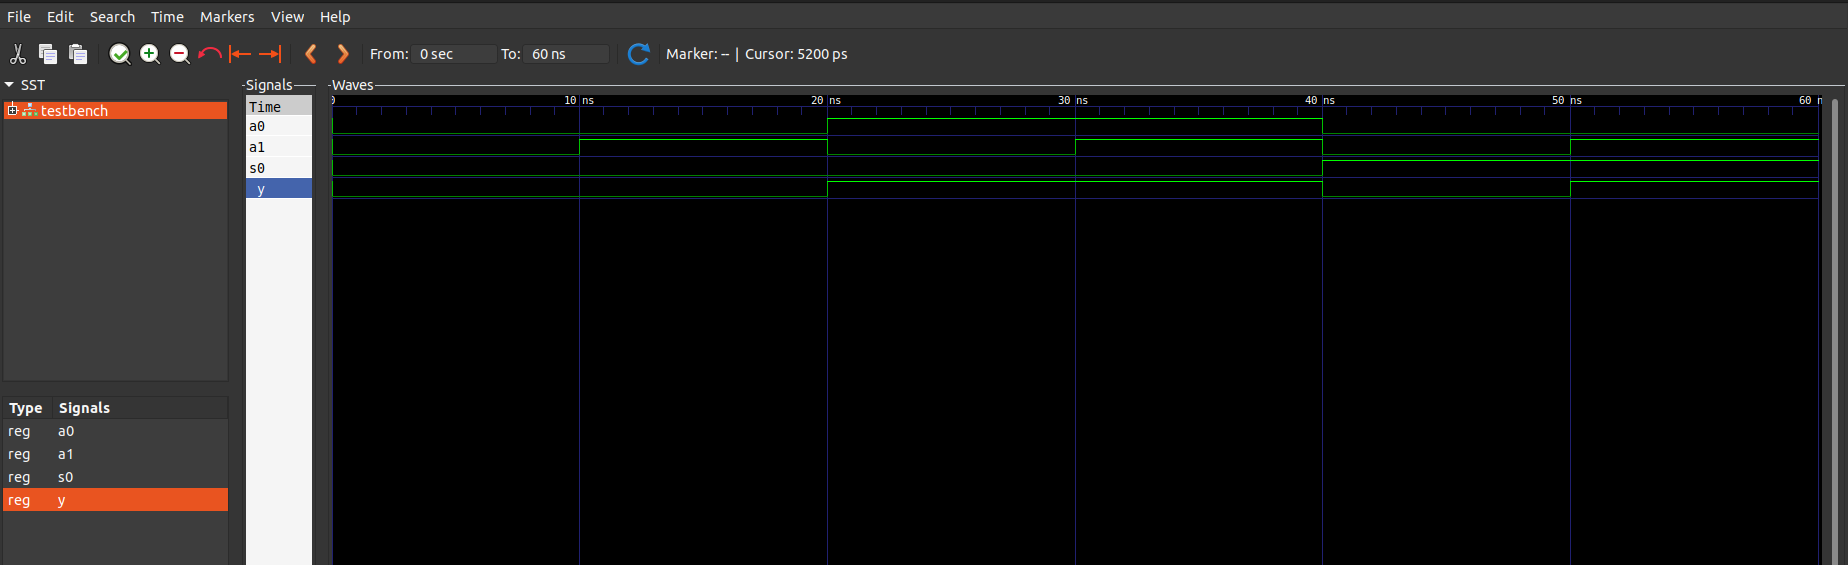 File Edit Search Time Markers View Help
From: 0 sec To: 60 ns Marker: -- | Cursor: 5200 ps
SST
testbench
Type Signals
reg a0
reg a1
reg s0
reg y
Signals
Time
a0
a1
s0
y
Waves
0 10 ns 20 ns 30 ns 40 ns 50 ns 60 n